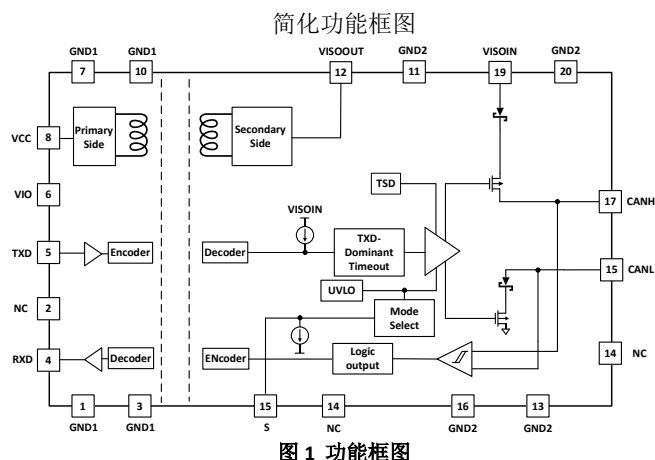 简化功能框图
GND1 GND1 VISOOUT GND2 VISOIN GND2
7 10 12 11 19 20
VCC 8 Primary Side Secondary Side
VIO 6
TSD
17 CANH
VISOIN
TXD 5 Encoder Decoder TXD-Dominant Timeout
15 CANL
UVLO
NC 2 Mode Select
RXD 4 Decoder ENcoder Logic output
14 NC
1 3 15 14 16 13
GND1 GND1 S NC GND2 GND2
图 1 功能框图